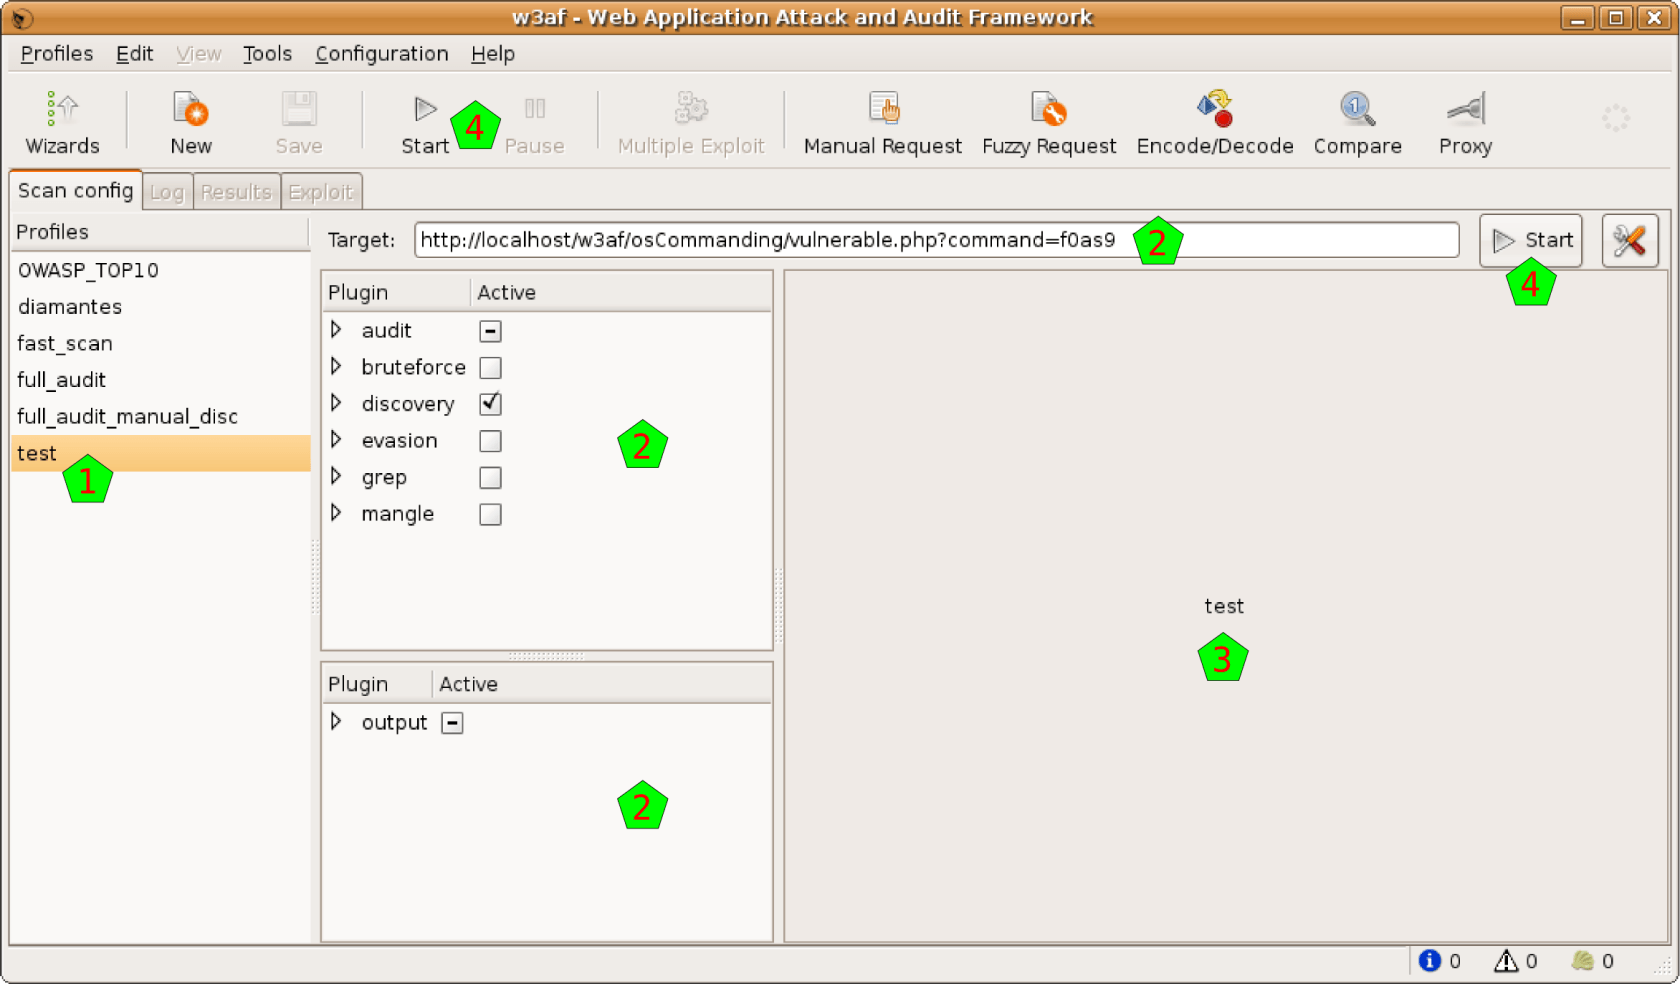 w3af - Web Application Attack and Audit Framework
Profiles Edit View Tools Configuration Help
Wizards New Save Start 4 Pause Multiple Exploit Manual Request Fuzzy Request Encode/Decode 1 Compare Proxy
Scan config Log Results Exploit
Profiles
OWASP_TOP10
diamantes
fast_scan
full_audit
full_audit_manual_disc
test
1
Target: http://localhost/w3af/osCommanding/vulnerable.php?command=f0as9 2 Start
4
Plugin Active
audit
bruteforce
discovery
evasion
grep
mangle
2
Plugin Active
output
2
test
3
i 0 0 0